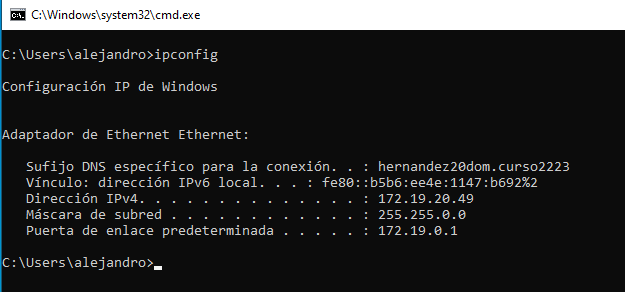 C:\Windows\system32\cmd.exe
C:\Users\alejandro>ipconfig
Configuración IP de Windows
Adaptador de Ethernet Ethernet:
Sufijo DNS específico para la conexión. . : hernandez20dom.curso2223
Vínculo: dirección IPv6 local. . . : fe80::b5b6:ee4e:1147:b692%2
Dirección IPv4. . . . . . . . . . . . . . : 172.19.20.49
Máscara de subred . . . . . . . . . . . . : 255.255.0.0
Puerta de enlace predeterminada . . . . . : 172.19.0.1
C:\Users\alejandro>